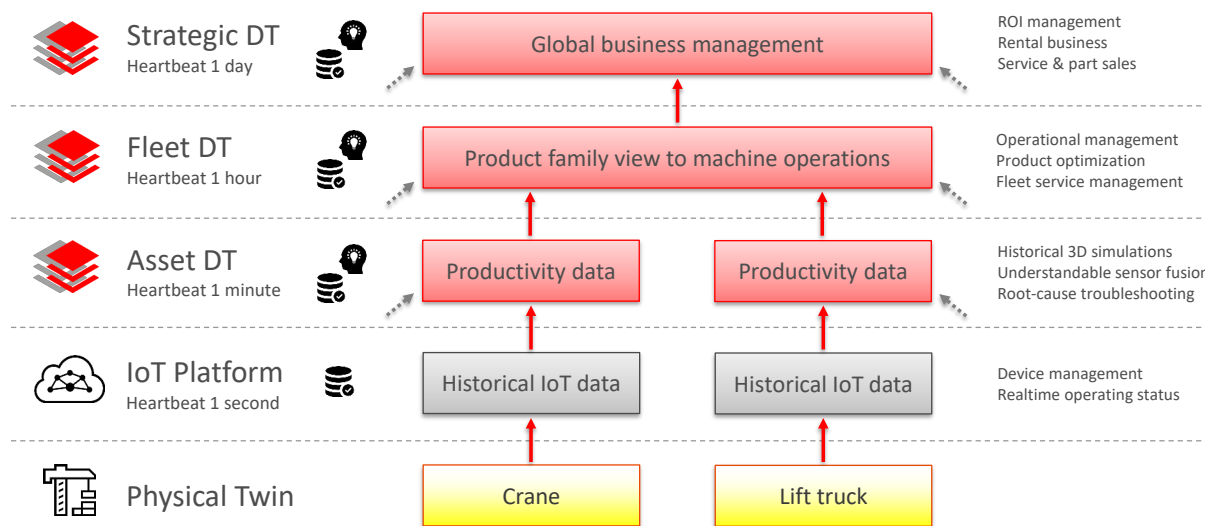 Strategic DT
Heartbeat 1 day
Global business management
ROI management
Rental business
Service & part sales
Fleet DT
Heartbeat 1 hour
Product family view to machine operations
Operational management
Product optimization
Fleet service management
Asset DT
Heartbeat 1 minute
Productivity data
Productivity data
Historical 3D simulations
Understandable sensor fusion
Root-cause troubleshooting
IoT Platform
Heartbeat 1 second
Historical IoT data
Historical IoT data
Device management
Realtime operating status
Physical Twin
Crane
Lift truck